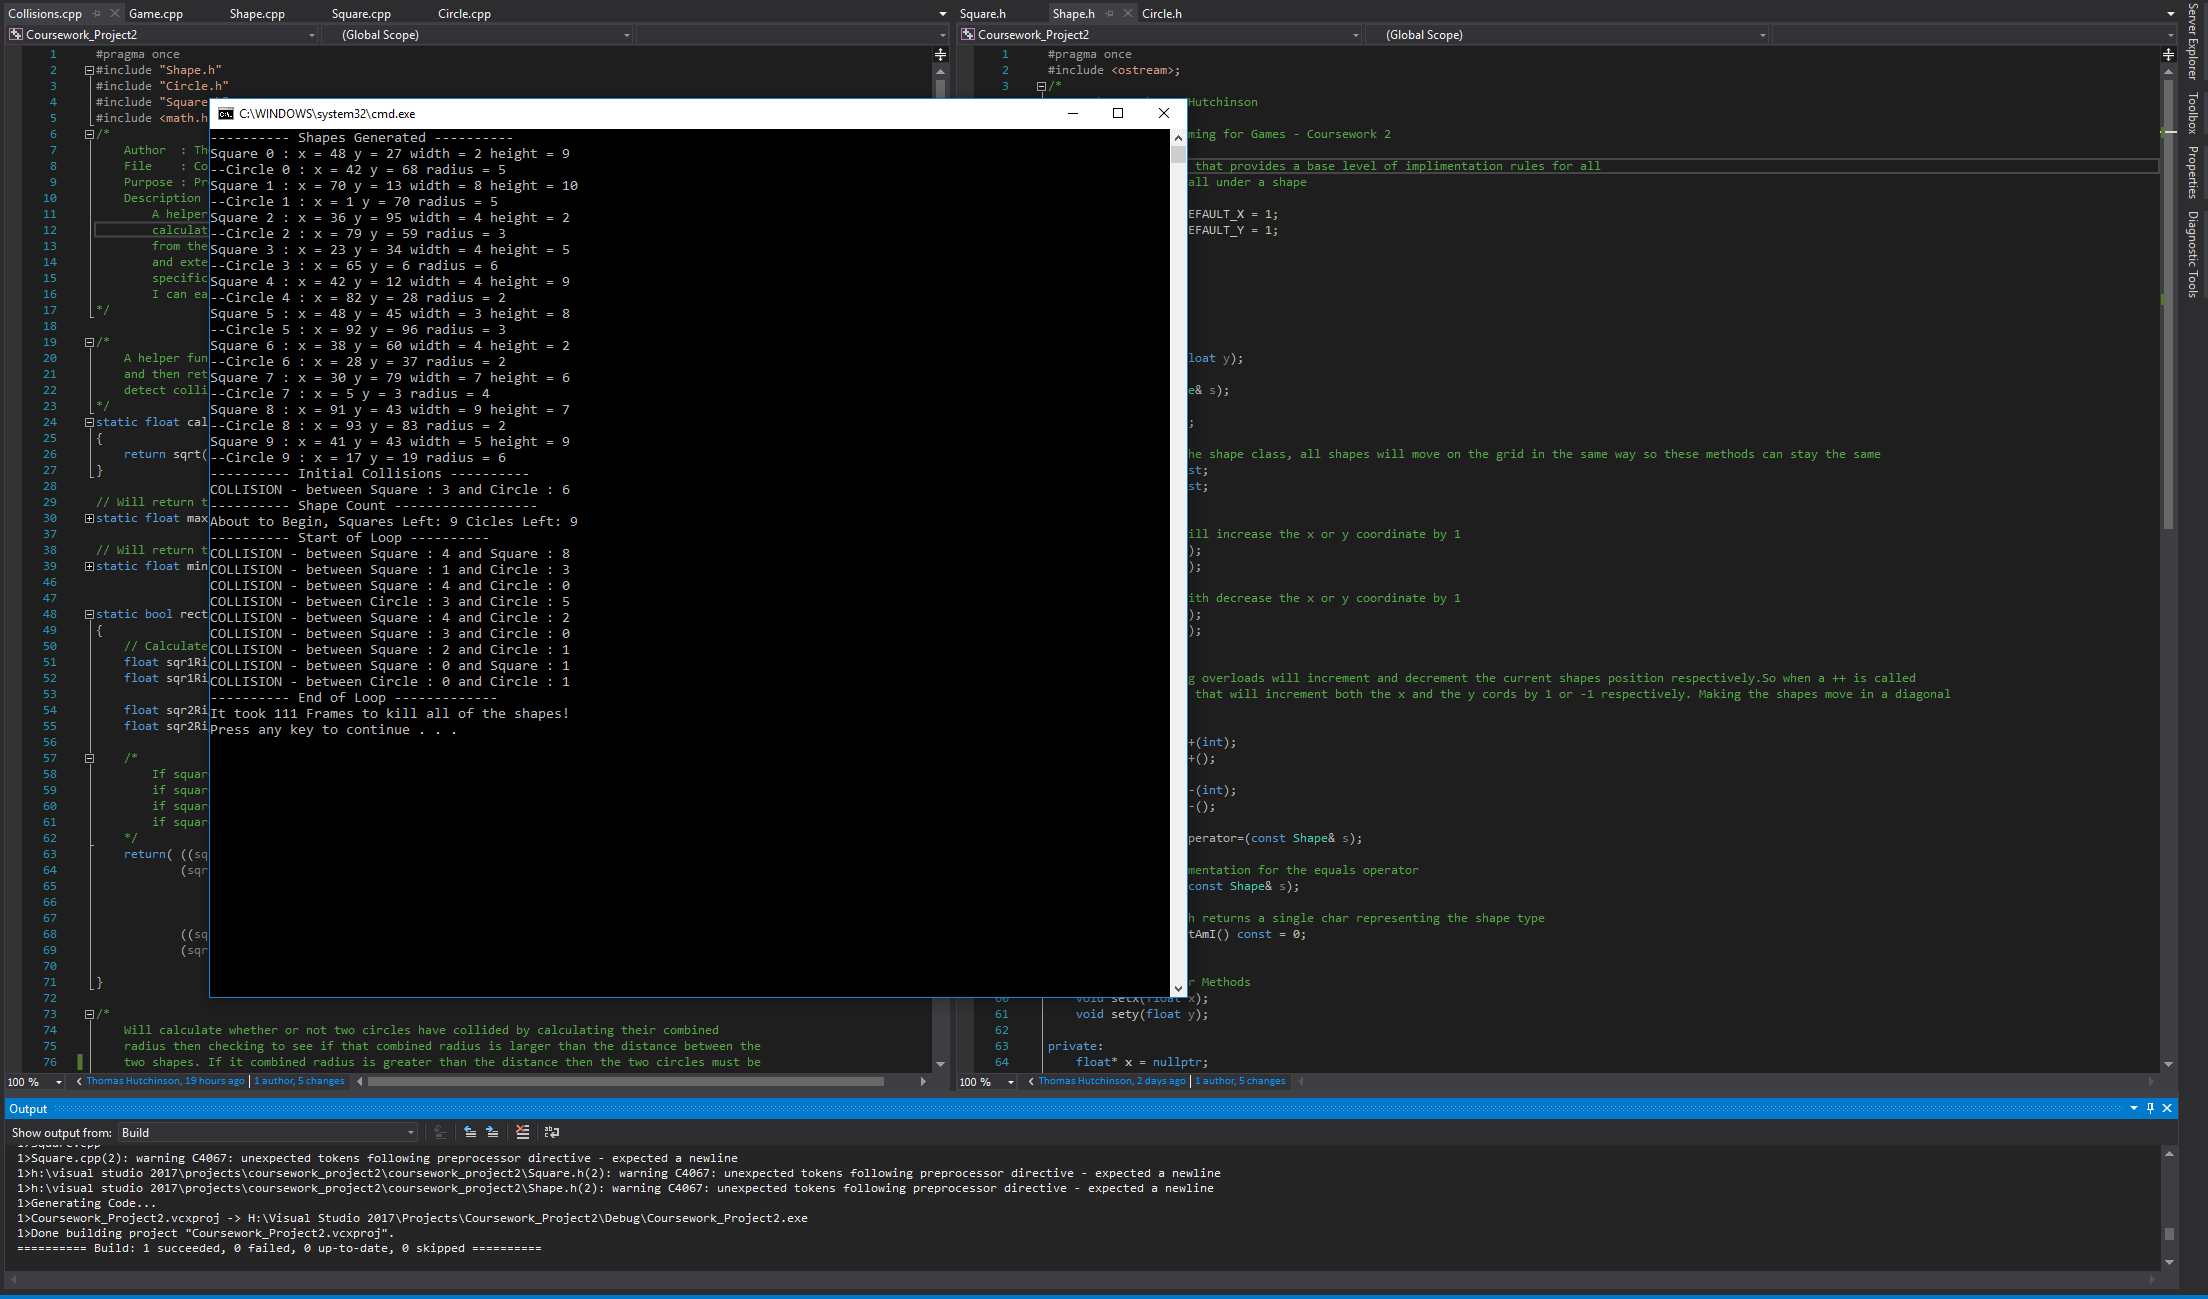 Collisions.cpp Game.cpp Shape.cpp Square.cpp Circle.cpp
Coursework_Project2 (Global Scope)
1 #pragma once
2 #include "Shape.h"
3 #include "Circle.h"
4 #include "Square
5 #include <math.h
6 /*
7 Author : Th
8 File : Co
9 Purpose : Pr
10 Description
11 A helper
12 calculat
13 from the
14 and exte
15 specific
16 I can ea
17 */
18
19 /*
20 A helper fun
21 and then ret
22 detect colli
23 */
24 static float cal
25 {
26 return sqrt(
27 }
28
29 // Will return t
30 static float max
37
38 // Will return t
39 static float min
46
47
48 static bool rect
49 {
50 // Calculate
51 float sqr1Ri
52 float sqr1Ri
53
54 float sqr2Ri
55 float sqr2Ri
56
57 /*
58 If squar
59 if squar
60 if squar
61 if squar
62 */
63 return( ((sq
64 (sqr
65
66
67
68 ((sq
69 (sqr
70
71 }
72
73 /*
74 Will calculate whether or not two circles have collided by calculating their combined
75 radius then checking to see if that combined radius is larger than the distance between the
76 two shapes. If it combined radius is greater than the distance then the two circles must be
100 % Thomas Hutchinson, 19 hours ago | 1 author, 5 changes
C:\WINDOWS\system32\cmd.exe
---------- Shapes Generated ----------
Square 0 : x = 48 y = 27 width = 2 height = 9
--Circle 0 : x = 42 y = 68 radius = 5
Square 1 : x = 70 y = 13 width = 8 height = 10
--Circle 1 : x = 1 y = 70 radius = 5
Square 2 : x = 36 y = 95 width = 4 height = 2
--Circle 2 : x = 79 y = 59 radius = 3
Square 3 : x = 23 y = 34 width = 4 height = 5
--Circle 3 : x = 65 y = 6 radius = 6
Square 4 : x = 42 y = 12 width = 4 height = 9
--Circle 4 : x = 82 y = 28 radius = 2
Square 5 : x = 48 y = 45 width = 3 height = 8
--Circle 5 : x = 92 y = 96 radius = 3
Square 6 : x = 38 y = 60 width = 4 height = 2
--Circle 6 : x = 28 y = 37 radius = 2
Square 7 : x = 30 y = 79 width = 7 height = 6
--Circle 7 : x = 5 y = 3 radius = 4
Square 8 : x = 91 y = 43 width = 9 height = 7
--Circle 8 : x = 93 y = 83 radius = 2
Square 9 : x = 41 y = 43 width = 5 height = 9
--Circle 9 : x = 17 y = 19 radius = 6
---------- Initial Collisions ----------
COLLISION - between Square : 3 and Circle : 6
---------- Shape Count ------------------
About to Begin, Squares Left: 9 Cicles Left: 9
---------- Start of Loop ----------
COLLISION - between Square : 4 and Square : 8
COLLISION - between Square : 1 and Circle : 3
COLLISION - between Square : 4 and Circle : 0
COLLISION - between Circle : 3 and Circle : 5
COLLISION - between Square : 4 and Circle : 2
COLLISION - between Square : 3 and Circle : 0
COLLISION - between Square : 2 and Circle : 1
COLLISION - between Square : 0 and Square : 1
COLLISION - between Circle : 0 and Circle : 1
---------- End of Loop -------------
It took 111 Frames to kill all of the shapes!
Press any key to continue . . .
Square.h Shape.h Circle.h
Coursework_Project2 (Global Scope)
1 #pragma once
2 #include <ostream>;
3 /*
Hutchinson
ming for Games - Coursework 2
that provides a base level of implimentation rules for all
all under a shape
EFAULT_X = 1;
EFAULT_Y = 1;
loat y);
e& s);
;
he shape class, all shapes will move on the grid in the same way so these methods can stay the same
st;
st;
ill increase the x or y coordinate by 1
);
);
ith decrease the x or y coordinate by 1
);
);
g overloads will increment and decrement the current shapes position respectively.So when a ++ is called
that will increment both the x and the y cords by 1 or -1 respectively. Making the shapes move in a diagonal
+(int);
+();
-(int);
-();
perator=(const Shape& s);
mentation for the equals operator
const Shape& s);
h returns a single char representing the shape type
tAmI() const = 0;
r Methods
60 void setx(float x);
61 void sety(float y);
62
63 private:
64 float* x = nullptr;
100 % Thomas Hutchinson, 2 days ago | 1 author, 5 changes
Server Explorer
Toolbox
Properties
Diagnostic Tools
Output
Show output from: Build
1>Square.cpp
1>Square.cpp(2): warning C4067: unexpected tokens following preprocessor directive - expected a newline
1>h:\visual studio 2017\projects\coursework_project2\coursework_project2\Square.h(2): warning C4067: unexpected tokens following preprocessor directive - expected a newline
1>h:\visual studio 2017\projects\coursework_project2\coursework_project2\Shape.h(2): warning C4067: unexpected tokens following preprocessor directive - expected a newline
1>Generating Code...
1>Coursework_Project2.vcxproj -> H:\Visual Studio 2017\Projects\Coursework_Project2\Debug\Coursework_Project2.exe
1>Done building project "Coursework_Project2.vcxproj".
========== Build: 1 succeeded, 0 failed, 0 up-to-date, 0 skipped ==========